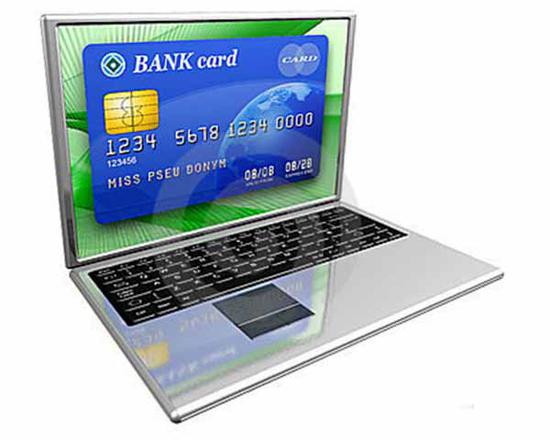 BANK card
CARD
1234 5678 1234 0000
123456
MISS PSEU DONYM
08/08 08/28